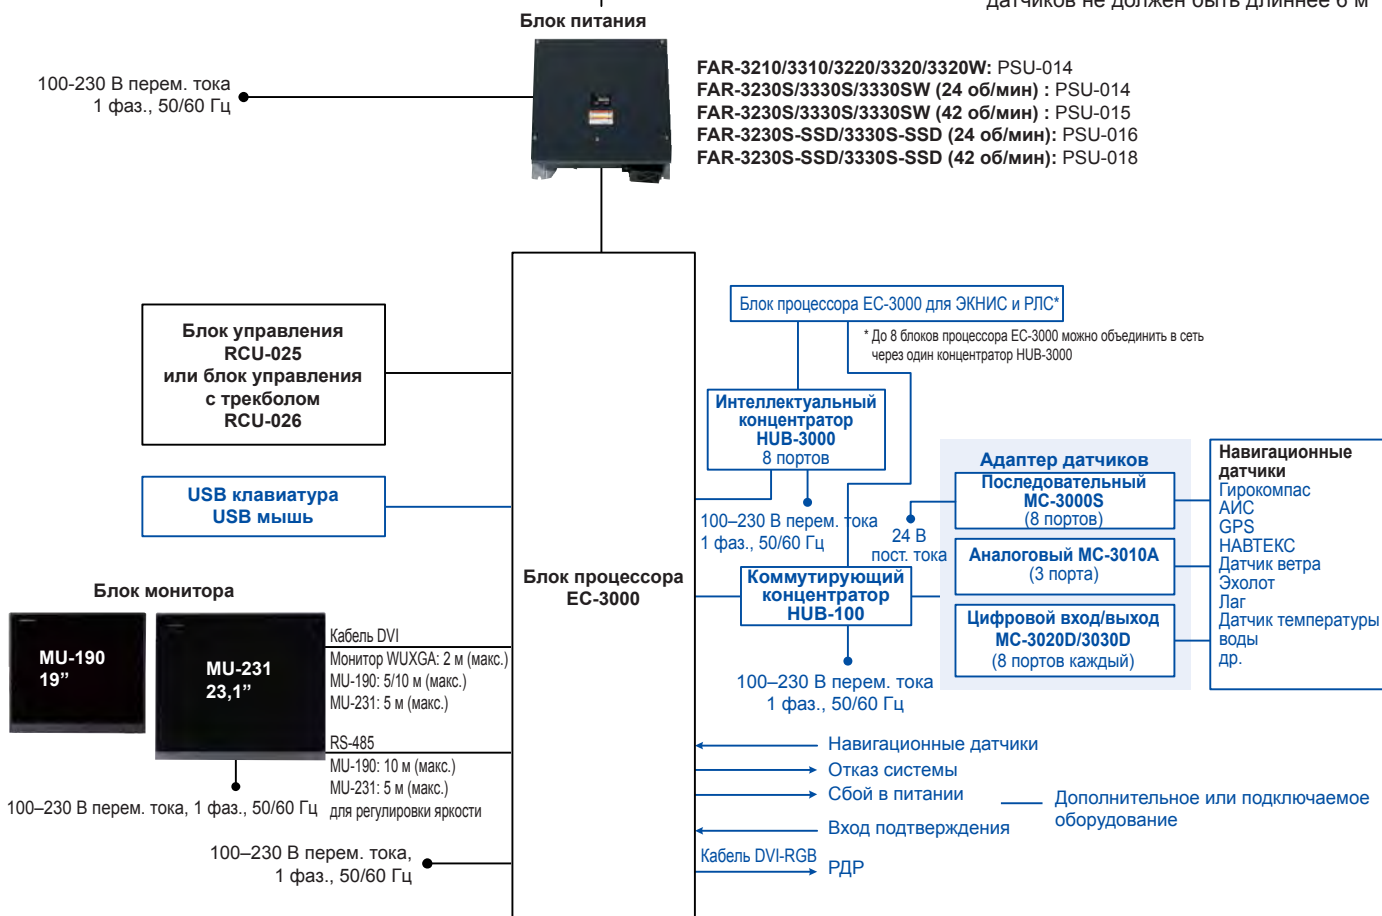 датчиков не должен быть длиннее 6 м
Блок питания
100-230 В перем. тока
1 фаз., 50/60 Гц
FAR-3210/3310/3220/3320/3320W: PSU-014
FAR-3230S/3330S/3330SW (24 об/мин) : PSU-014
FAR-3230S/3330S/3330SW (42 об/мин) : PSU-015
FAR-3230S-SSD/3330S-SSD (24 об/мин): PSU-016
FAR-3230S-SSD/3330S-SSD (42 об/мин): PSU-018
Блок управления
RCU-025
или блок управления
с трекболом
RCU-026
USB клавиатура
USB мышь
Блок монитора
MU-190
19”
MU-231
23,1”
Кабель DVI
Монитор WUXGA: 2 м (макс.)
MU-190: 5/10 м (макс.)
MU-231: 5 м (макс.)
RS-485
MU-190: 10 м (макс.)
MU-231: 5 м (макс.)
для регулировки яркости
100–230 В перем. тока, 1 фаз., 50/60 Гц
100–230 В перем. тока,
1 фаз., 50/60 Гц
Блок процессора
EC-3000
Блок процессора EC-3000 для ЭКНИС и РЛС*
* До 8 блоков процессора EC-3000 можно объединить в сеть
через один концентратор HUB-3000
Интеллектуальный
концентратор
HUB-3000
8 портов
100–230 В перем. тока
1 фаз., 50/60 Гц
24 В
пост. тока
Коммутирующий
концентратор
HUB-100
100–230 В перем. тока
1 фаз., 50/60 Гц
Адаптер датчиков
Последовательный
MC-3000S
(8 портов)
Аналоговый MC-3010A
(3 порта)
Цифровой вход/выход
MC-3020D/3030D
(8 портов каждый)
Навигационные
датчики
Гирокомпас
АИС
GPS
НАВТЕКС
Датчик ветра
Эхолот
Лаг
Датчик температуры
воды
др.
Навигационные датчики
Отказ системы
Сбой в питании
Вход подтверждения
Кабель DVI-RGB
РДР
Дополнительное или подключаемое
оборудование